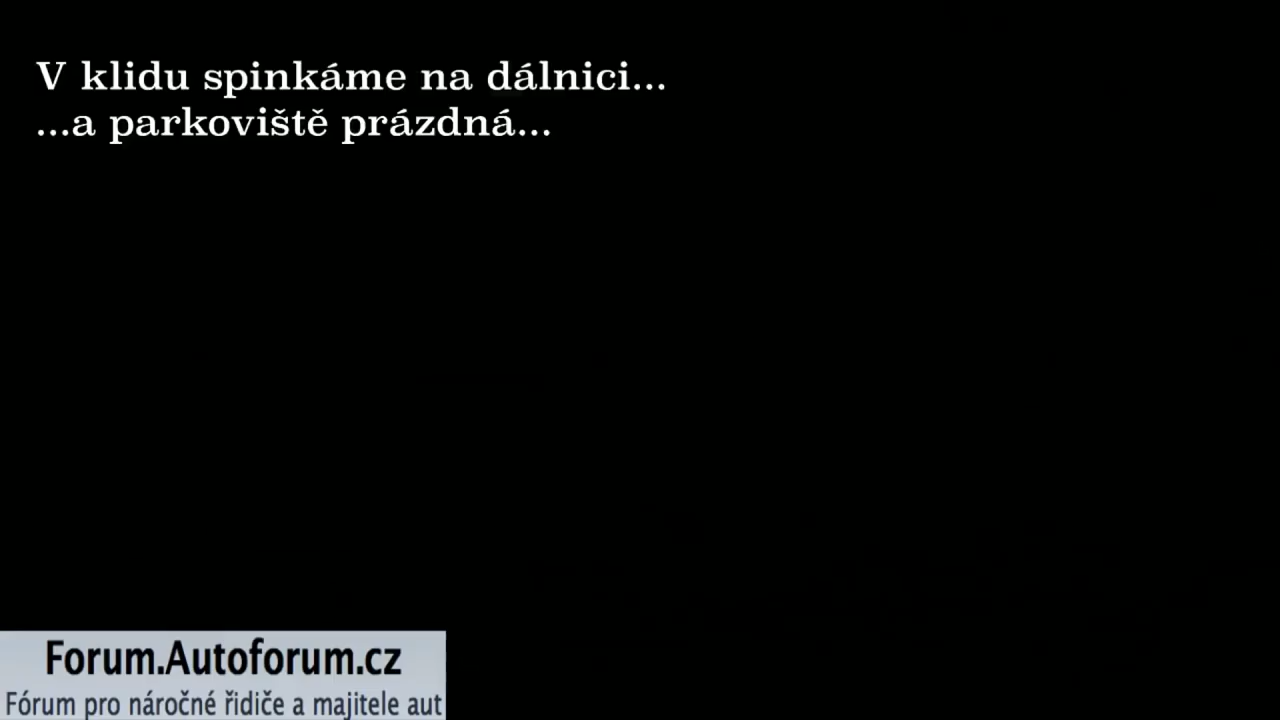 V klidu spinkáme na dálnici...
...a parkoviště prázdná...
Forum.Autoforum.cz
Fórum pro náročné řidiče a majitele aut